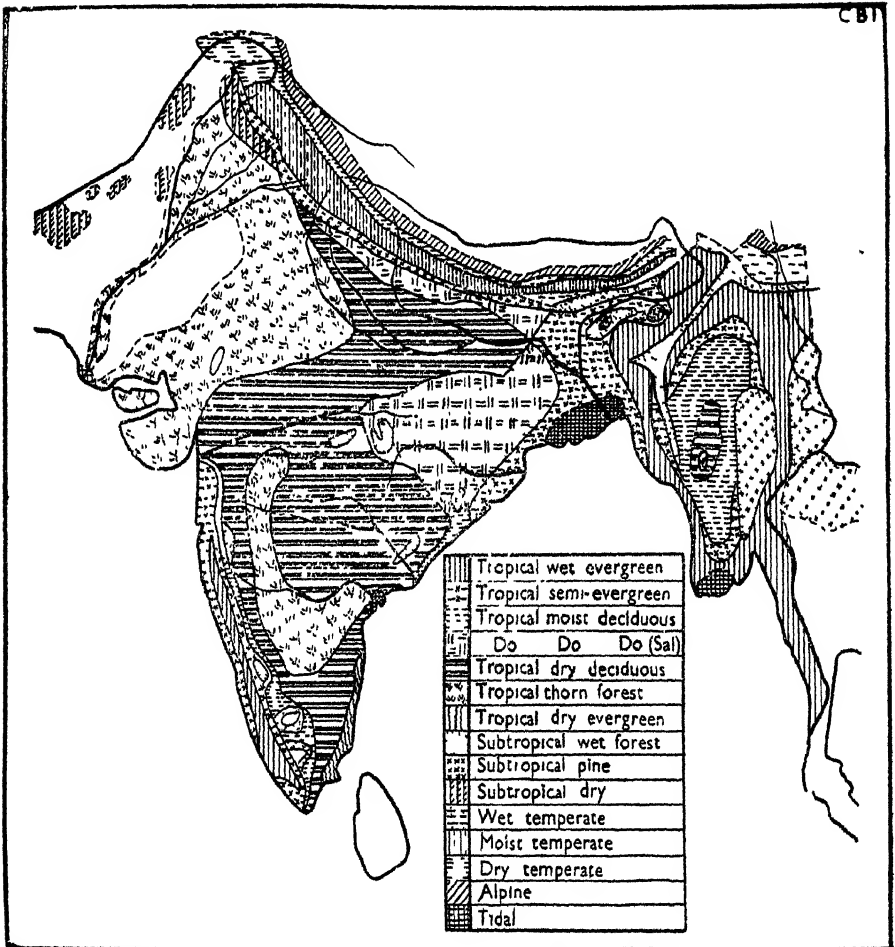 CBI
Tropical wet evergreen
Tropical semi-evergreen
Tropical moist deciduous
Do Do Do (Sal)
Tropical dry deciduous
Tropical thorn forest
Tropical dry evergreen
Subtropical wet forest
Subtropical pine
Subtropical dry
Wet temperate
Moist temperate
Dry temperate
Alpine
Tidal